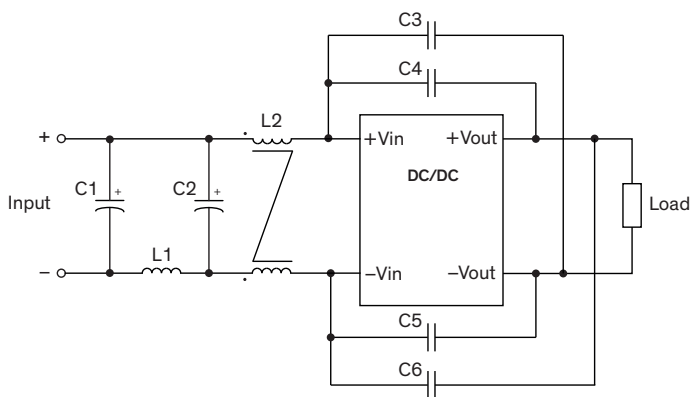 C3
C4
L2
+
+Vin
+Vout
DC/DC
C1
+
C2
+
Input
Load
L1
−
−Vin
−Vout
C5
C6